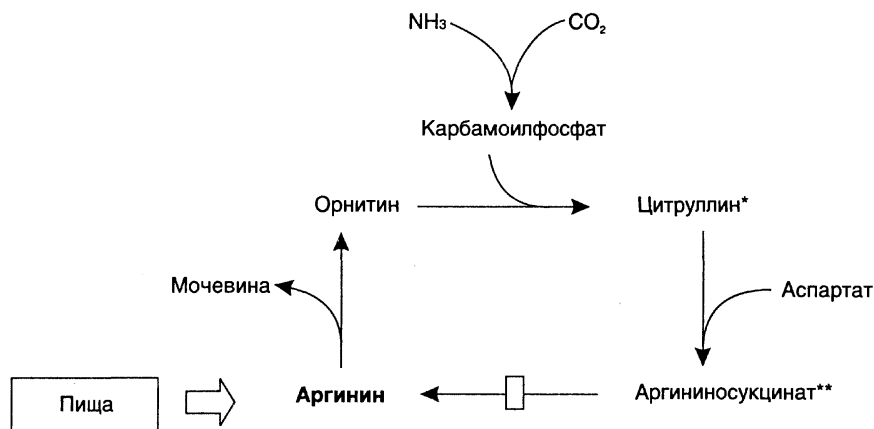 NH₃ CO₂
Карбамоилфосфат
Орнитин Цитруллин*
Мочевина Аспартат
Пища Аргинин Аргининосукцинат**